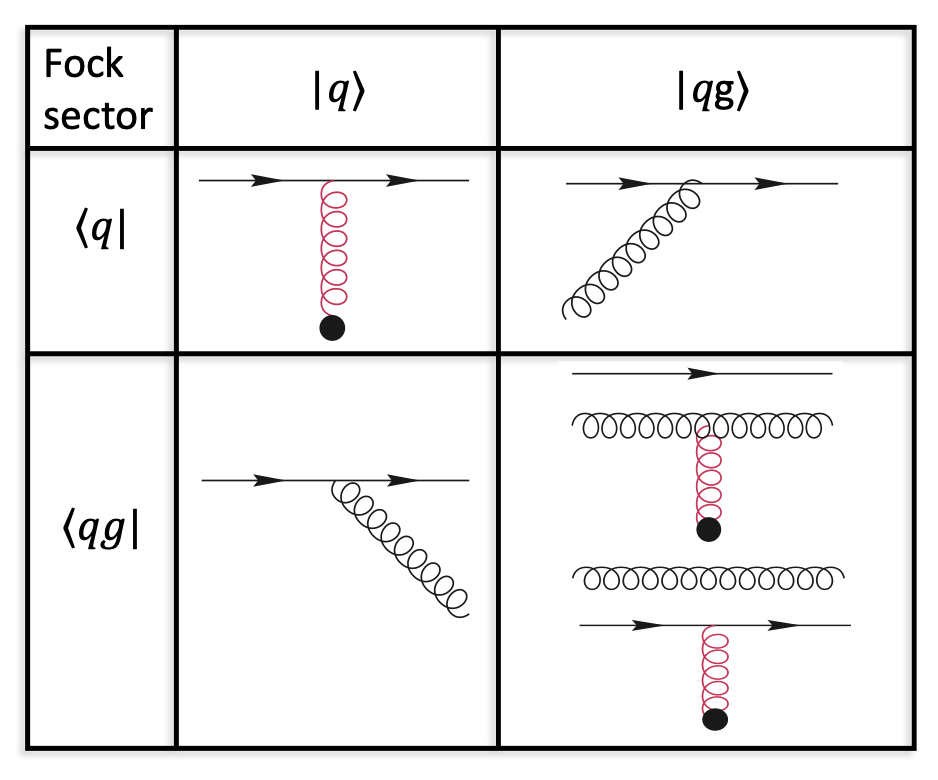 Fock
sector
|q⟩
|qg⟩
⟨q|
⟨qg|